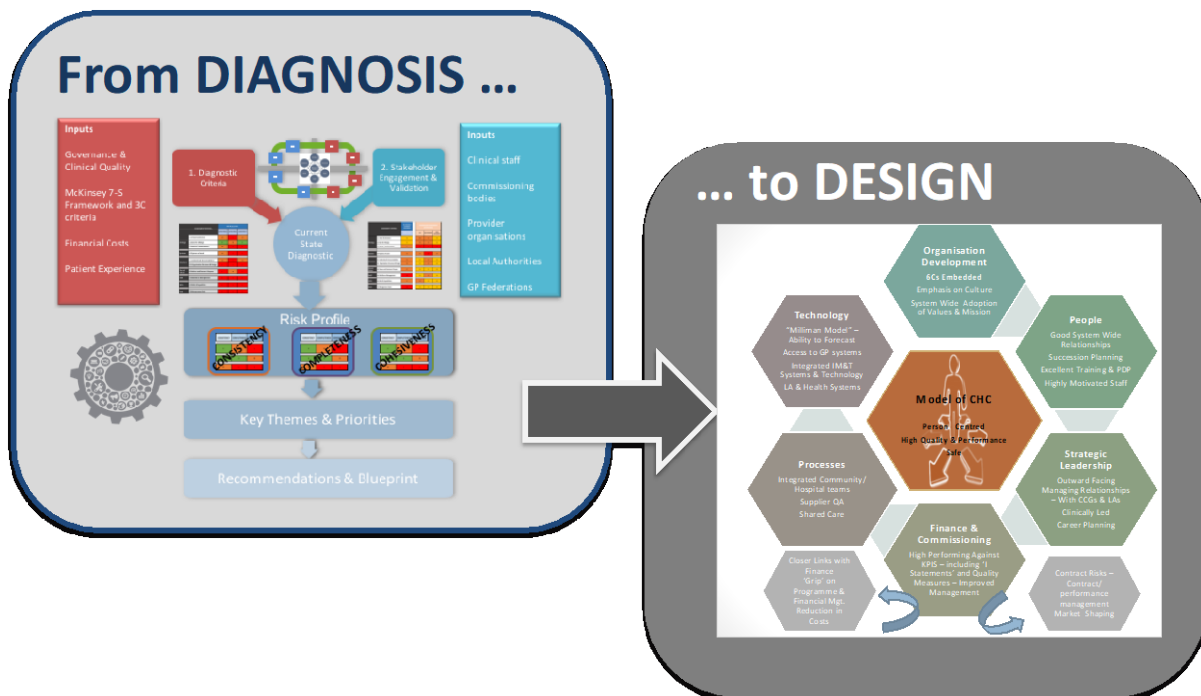 From DIAGNOSIS ...
Inputs
Governance &
Clinical Quality
McKinsey 7-S
Framework and 3C
criteria
Financial Costs
Patient Experience
1. Diagnostic
Criteria
2. Stakeholder
Engagement &
Validation
Inputs
Clinical staff
Commissioning
bodies
Provider
organisations
Local Authorities
GP Federations
Current
State
Diagnostic
Risk Profile
CONSISTENCY
COMPLETENESS
COHESIVENESS
Key Themes & Priorities
Recommendations & Blueprint
... to DESIGN
Organisation
Development
6Cs Embedded
Emphasis on Culture
System Wide Adoption
of Values & Mission
Technology
"Milliman Model" –
Ability to Forecast
Access to GP systems
Integrated IM&T
Systems & Technology
LA & Health Systems
People
Good System Wide
Relationships
Succession Planning
Excellent Training & PDP
Highly Motivated Staff
Model of CHC
Person Centred
High Quality & Performance
Safe
Processes
Integrated Community/
Hospital teams
Supplier QA
Shared Care
Strategic
Leadership
Outward Facing
Managing Relationships
– With CCGs & LAs
Clinically Led
Career Planning
Finance &
Commissioning
High Performing Against
KPIS – including 'I
Statements' and Quality
Measures – Improved
Management
Closer Links with
Finance
'Grip' on
Programme &
Financial Mgt.
Reduction in
Costs
Contract Risks –
Contract/
performance
management
Market Shaping